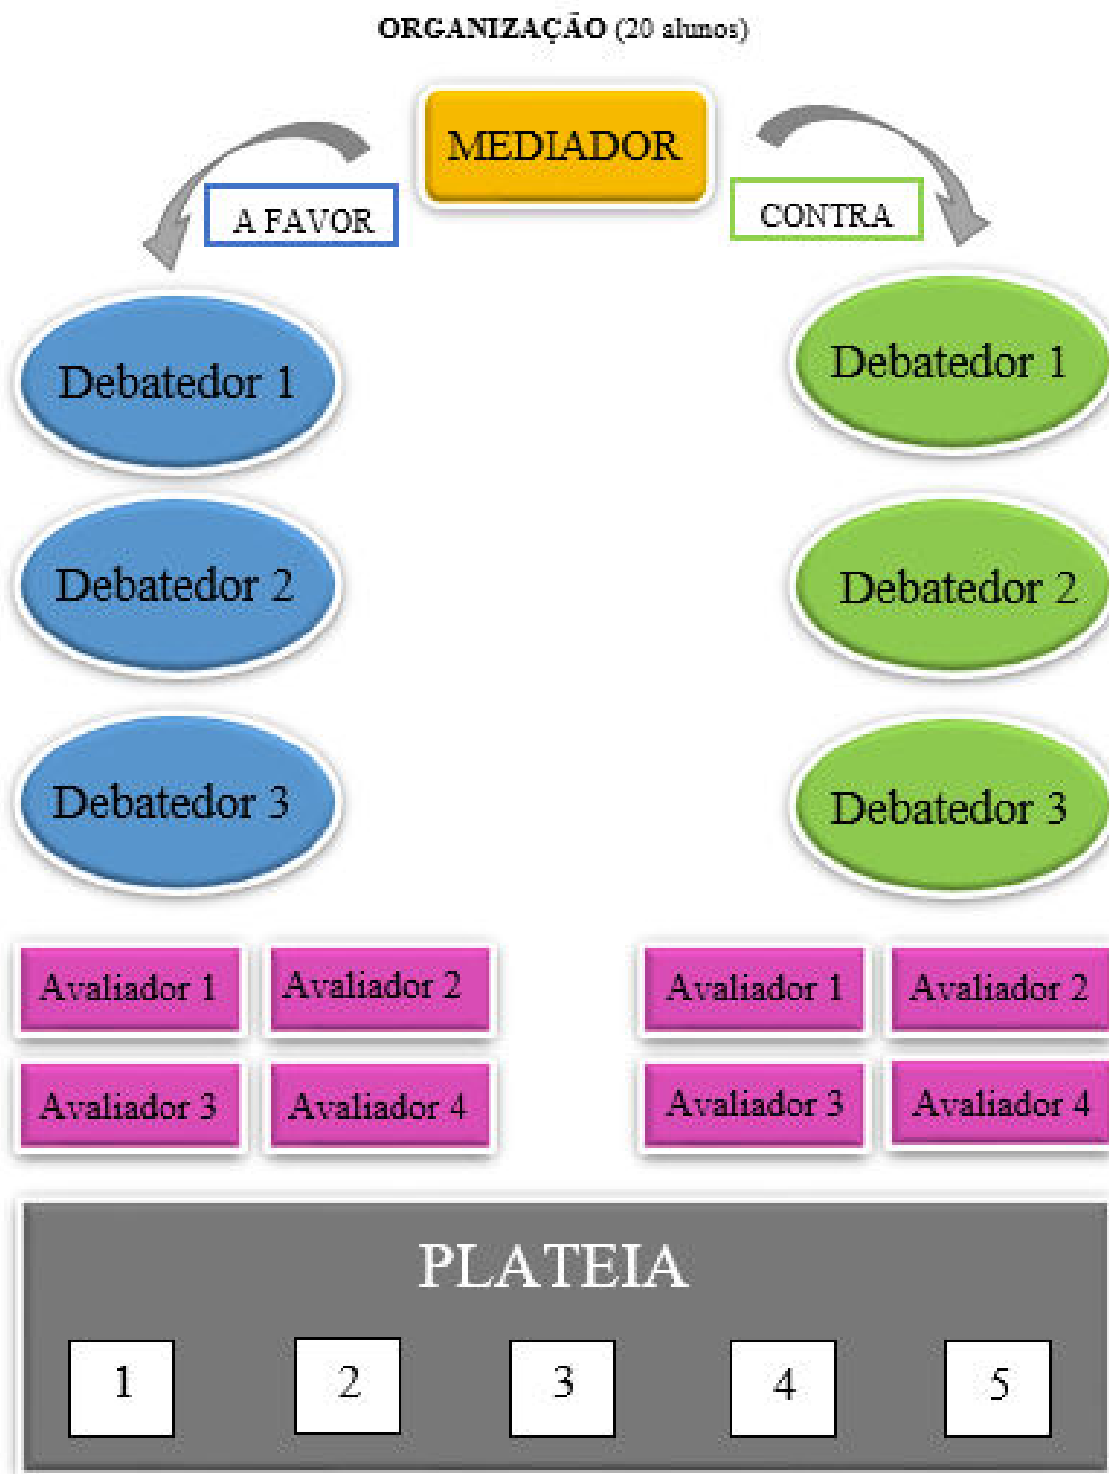 ORGANIZAÇÃO (20 alunos)
MEDIADOR
A FAVOR
CONTRA
Debatedor 1
Debatedor 1
Debatedor 2
Debatedor 2
Debatedor 3
Debatedor 3
Avaliador 1
Avaliador 2
Avaliador 1
Avaliador 2
Avaliador 3
Avaliador 4
Avaliador 3
Avaliador 4
PLATEIA
1
2
3
4
5